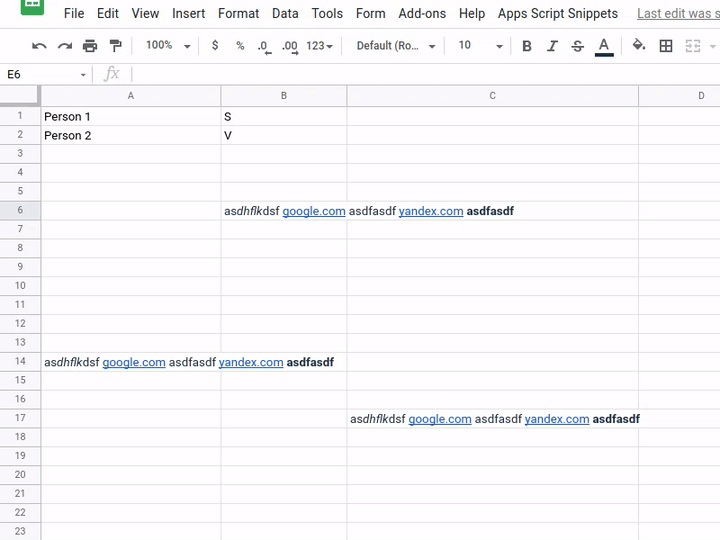 File Edit View Insert Format Data Tools Form Add-ons Help Apps Script Snippets Last edit was s
100% $ % .0 .00 123 Default (Ro... 10 B I S A
E6 fx
A B C D
1 Person 1 S
2 Person 2 V
3
4
5
6 asdhflkdsf google.com asdfasdf yandex.com asdfasdf
7
8
9
10
11
12
13
14 asdhflkdsf google.com asdfasdf yandex.com asdfasdf
15
16
17 asdhflkdsf google.com asdfasdf yandex.com asdfasdf
18
19
20
21
22
23